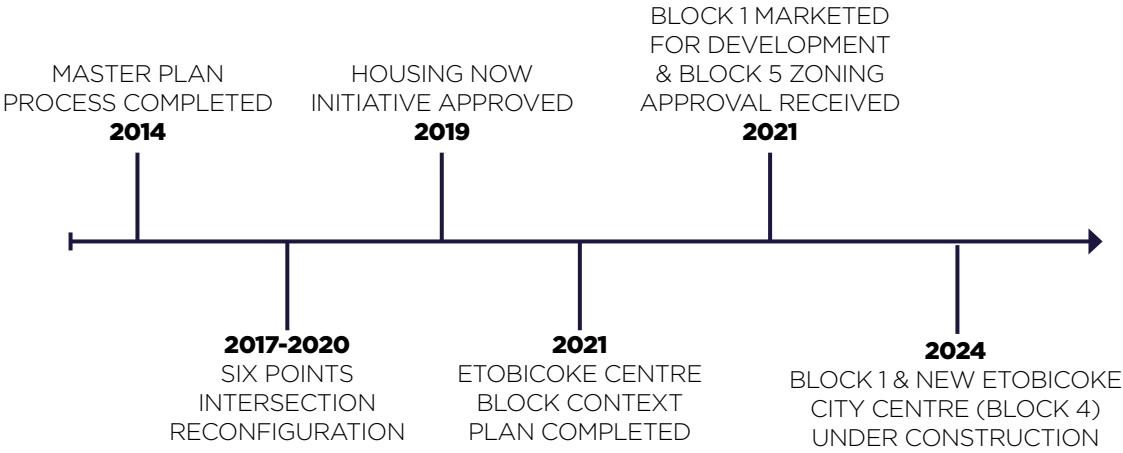 MASTER PLAN
PROCESS COMPLETED
2014
2017-2020
SIX POINTS
INTERSECTION
RECONFIGURATION
HOUSING NOW
INITIATIVE APPROVED
2019
2021
ETOBICOKE CENTRE
BLOCK CONTEXT
PLAN COMPLETED
BLOCK 1 MARKETED
FOR DEVELOPMENT
& BLOCK 5 ZONING
APPROVAL RECEIVED
2021
2024
BLOCK 1 & NEW ETOBICOKE
CITY CENTRE (BLOCK 4)
UNDER CONSTRUCTION